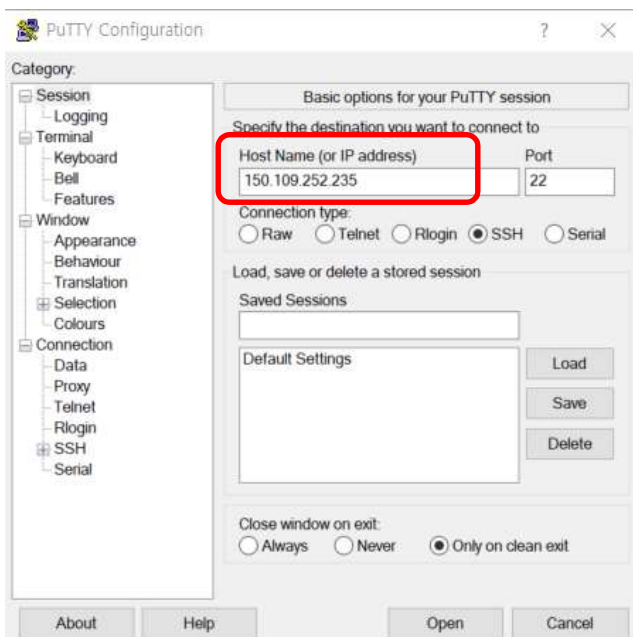 PuTTY Configuration
?
Category:
Session
Logging
Terminal
Keyboard
Bell
Features
Window
Appearance
Behaviour
Translation
Selection
Colours
Connection
Data
Proxy
Telnet
Rlogin
SSH
Serial
Basic options for your PuTTY session
Specify the destination you want to connect to
Host Name (or IP address) Port
150.109.252.235 22
Connection type:
Raw Telnet Rlogin SSH Serial
Load, save or delete a stored session
Saved Sessions
Default Settings
Load
Save
Delete
Close window on exit:
Always Never Only on clean exit
About Help Open Cancel